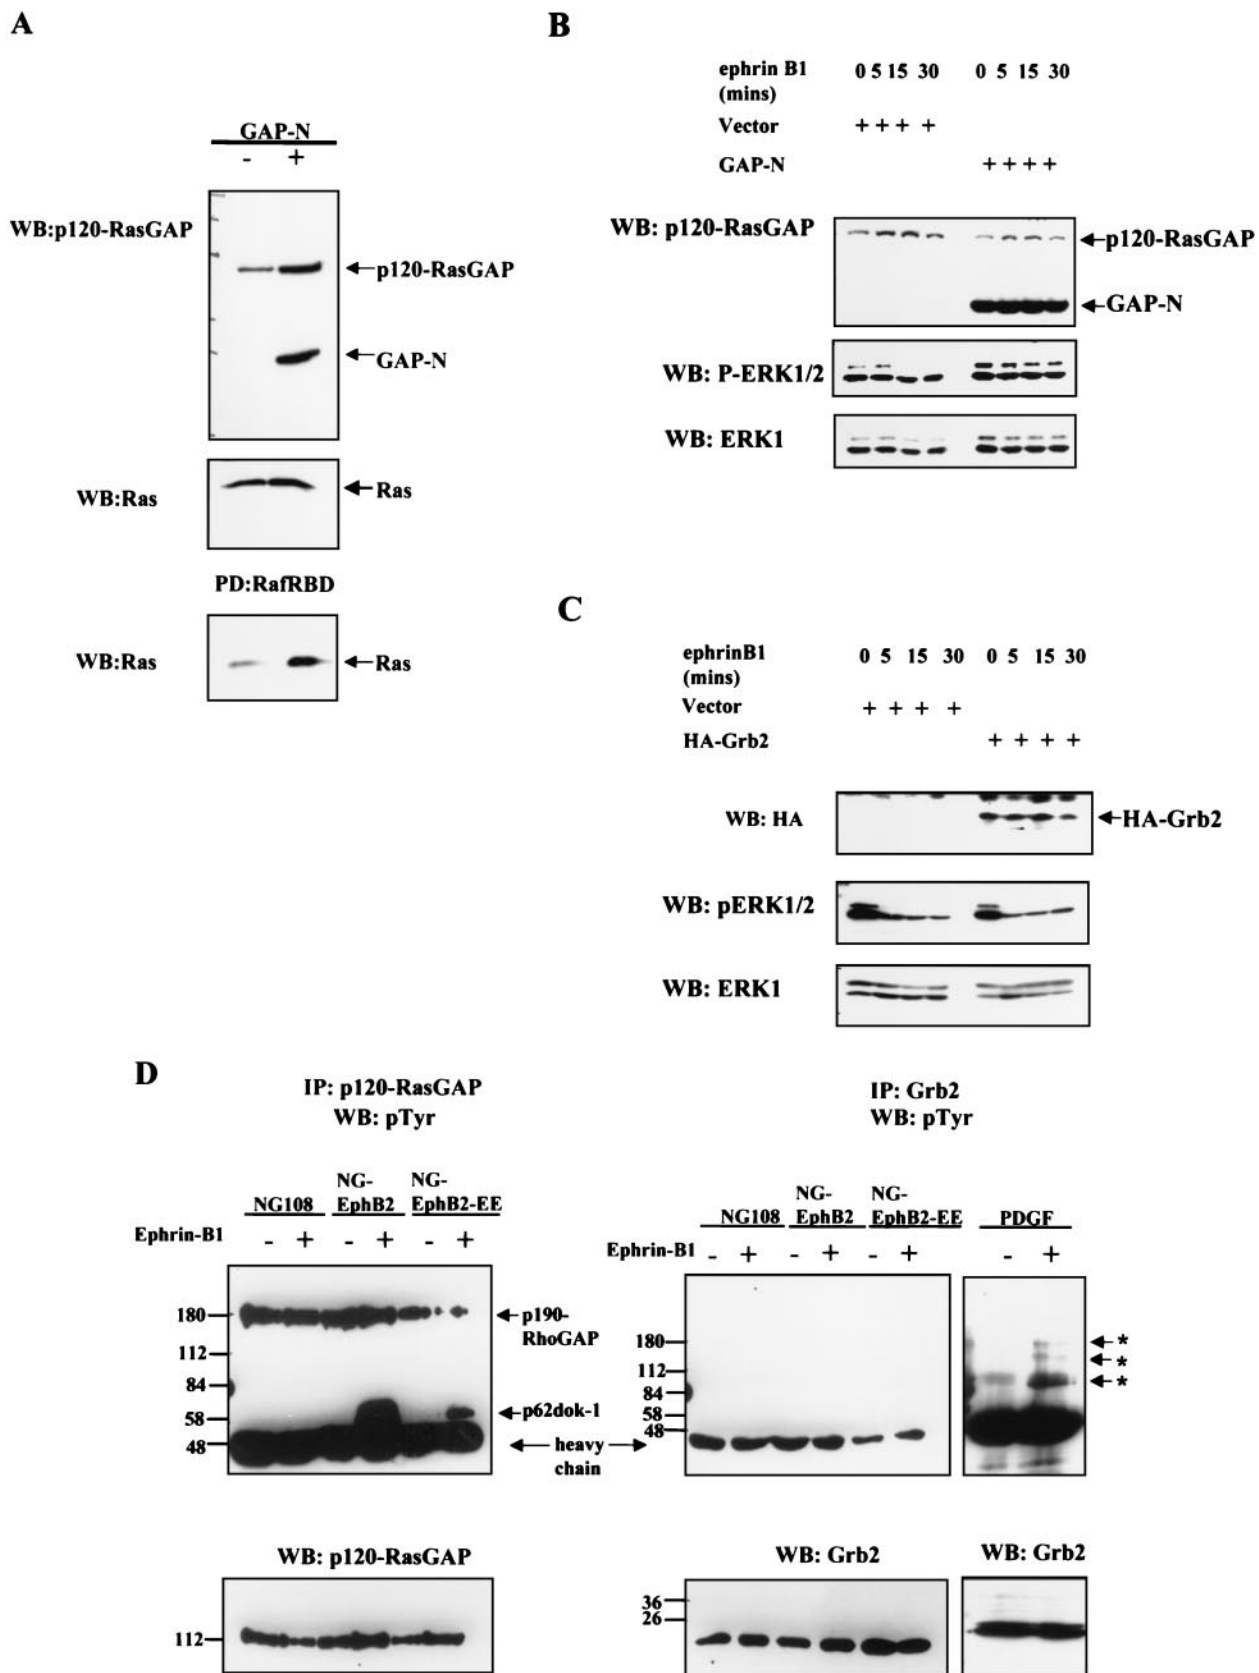 A
GAP-N
- +
WB:p120-RasGAP
p120-RasGAP
GAP-N
WB:Ras
Ras
PD:RafRBD
WB:Ras
Ras
B
ephrin B1 0 5 15 30 0 5 15 30
(mins)
Vector + + + +
GAP-N + + + +
WB: p120-RasGAP
p120-RasGAP
GAP-N
WB: P-ERK1/2
WB: ERK1
C
ephrinB1 0 5 15 30 0 5 15 30
(mins)
Vector + + + +
HA-Grb2 + + + +
WB: HA
HA-Grb2
WB: pERK1/2
WB: ERK1
D
IP: p120-RasGAP
WB: pTyr
NG108 NG-EphB2 NG-EphB2-EE
Ephrin-B1 - + - + - +
180
112
84
58
48
p190-RhoGAP
p62dok-1
heavy chain
WB: p120-RasGAP
112
IP: Grb2
WB: pTyr
NG108 NG-EphB2 NG-EphB2-EE PDGF
Ephrin-B1 - + - + - + - +
180
112
84
58
48
*
*
*
WB: Grb2 WB: Grb2
36
26